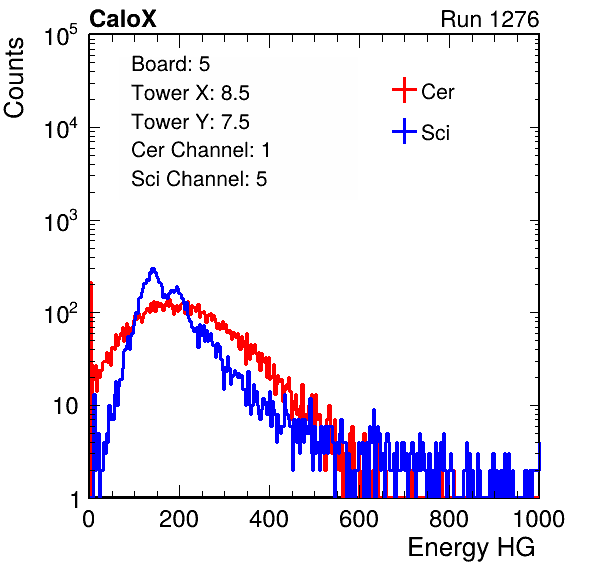 CaloX Run 1276
Counts
Board: 5
Tower X: 8.5
Tower Y: 7.5
Cer Channel: 1
Sci Channel: 5
Cer
Sci
10^5
10^4
10^3
10^2
10
1
0 200 400 600 800 1000
Energy HG